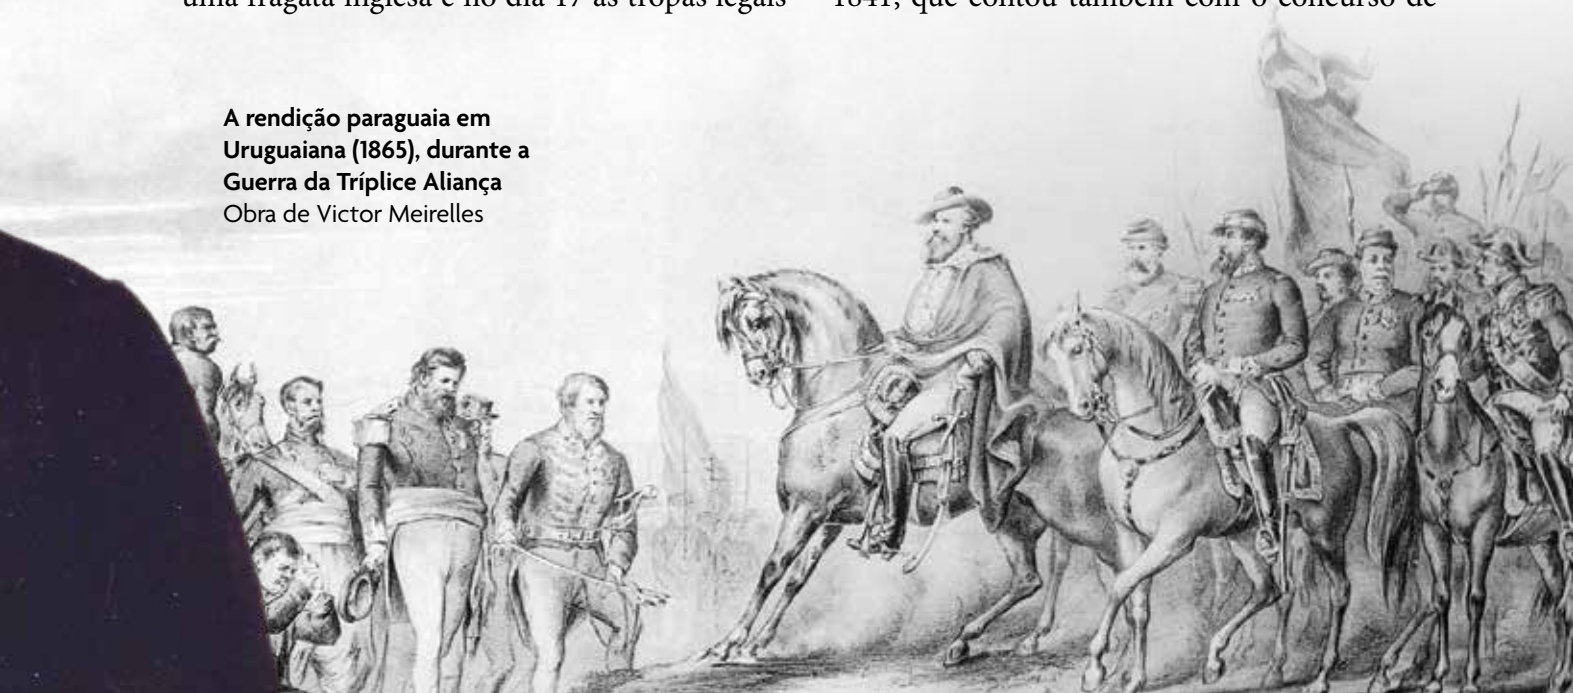 uma fragata inglesa e no dia 17 as tropas legais
1841, que contou também com o concurso de
A rendição paraguaia em
Uruguaiana (1865), durante a
Guerra da Tríplice Aliança
Obra de Victor Meirelles